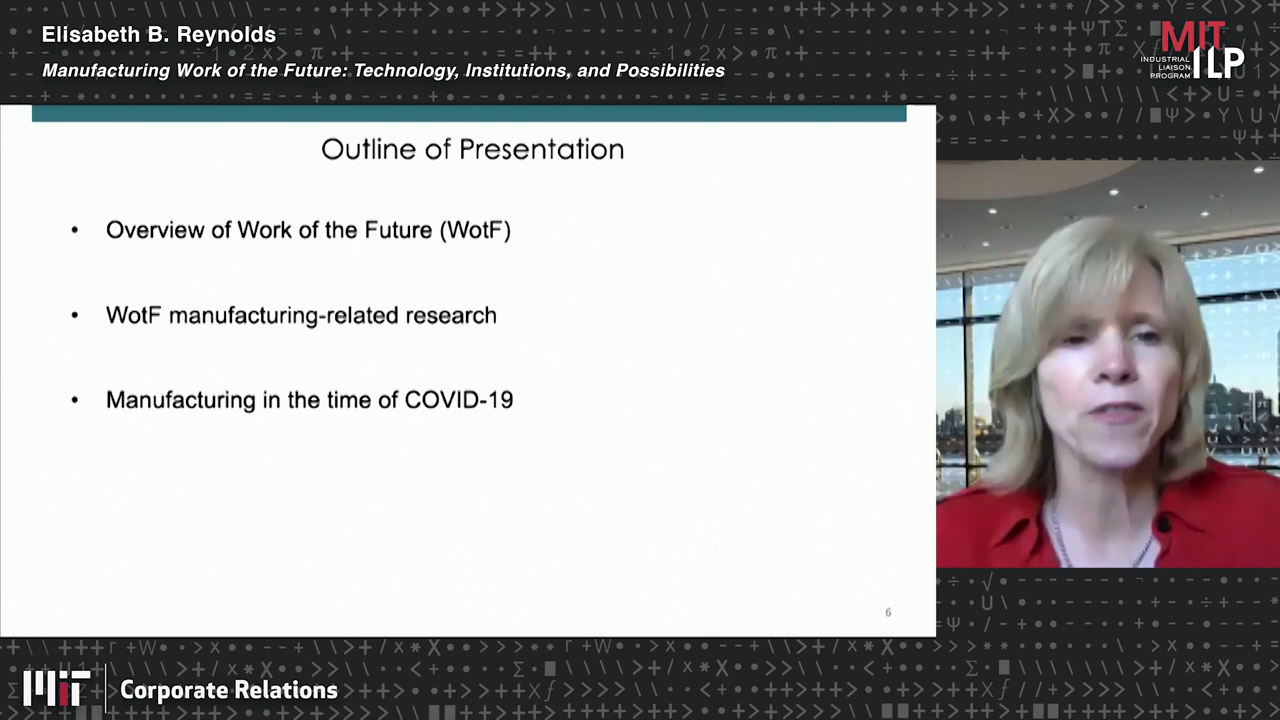 Elisabeth B. Reynolds
Manufacturing Work of the Future: Technology, Institutions, and Possibilities
MIT
INDUSTRIAL
LIAISON
PROGRAM
ILP
Outline of Presentation
• Overview of Work of the Future (WotF)
• WotF manufacturing-related research
• Manufacturing in the time of COVID-19
6
MIT
Corporate Relations